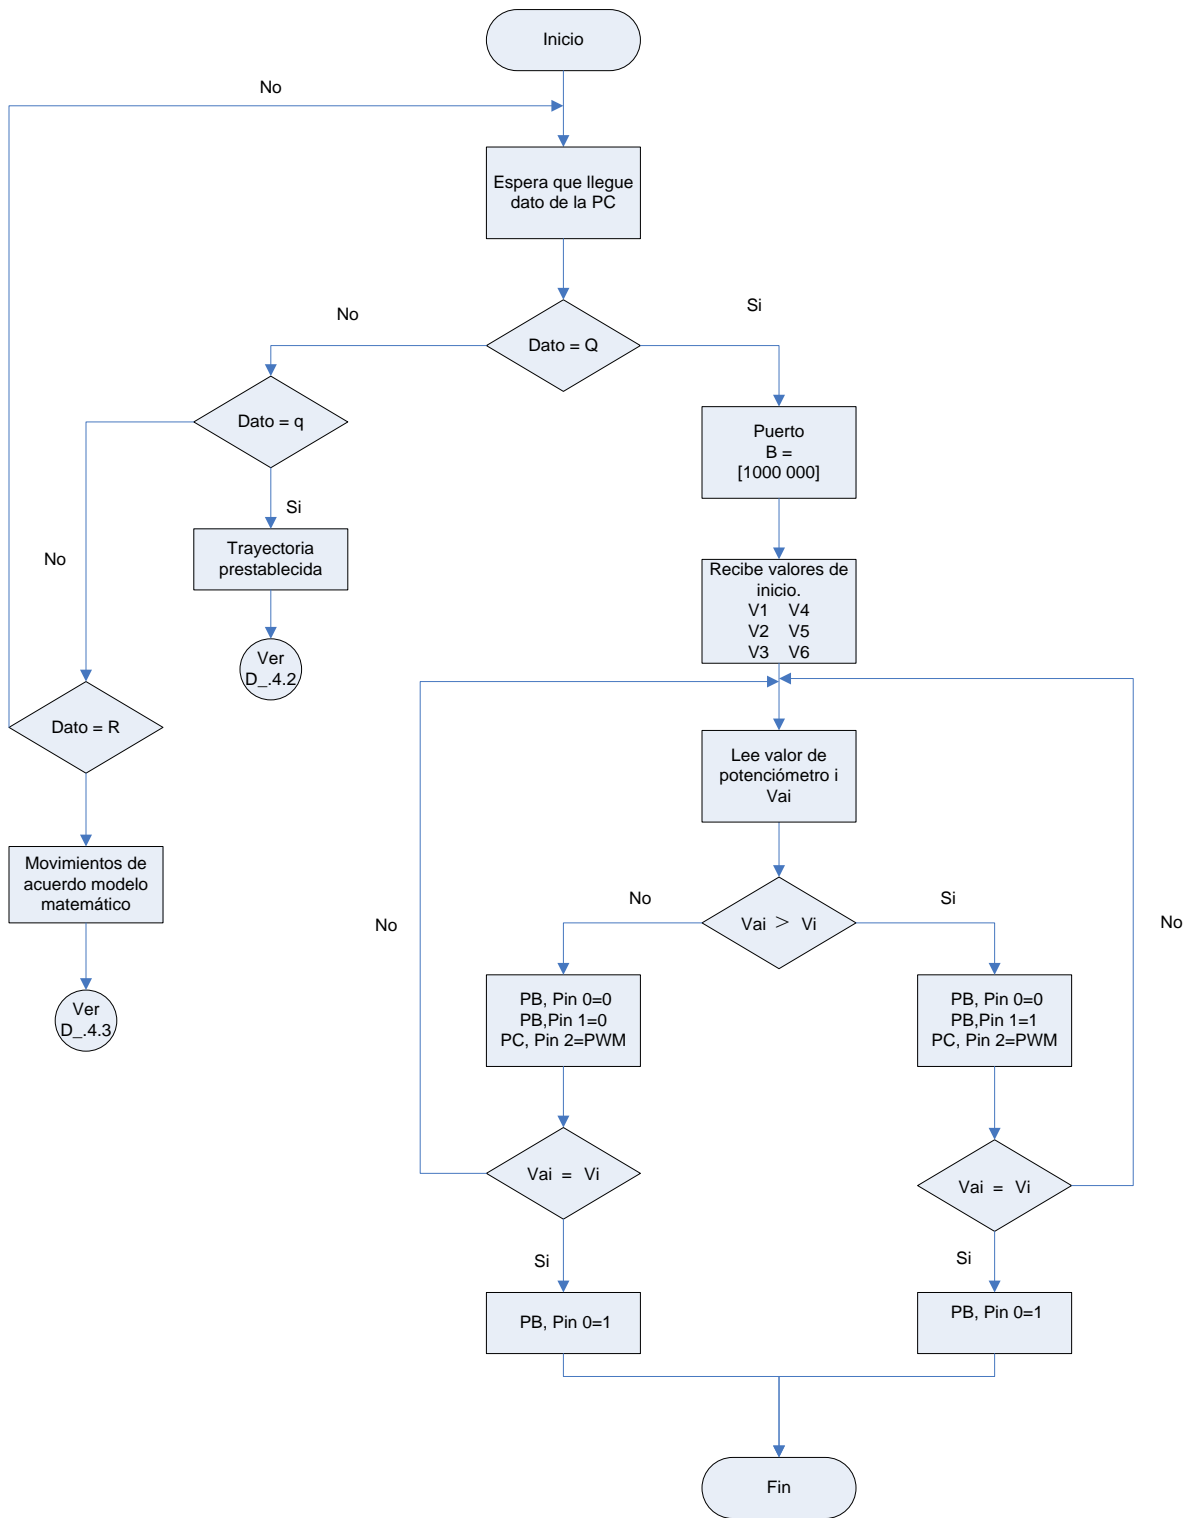 Inicio
No
Espera que llegue
dato de la PC
No
Si
Dato = Q
Dato = q
Puerto
B =
[1000 000]
Si
No
Trayectoria
prestablecida
Recibe valores de
inicio.
V1 V4
V2 V5
V3 V6
Ver
D_.4.2
Dato = R
Lee valor de
potenciómetro i
Vai
Movimientos de
acuerdo modelo
matemático
No
Si
No
No
Vai > Vi
Ver
D_.4.3
PB, Pin 0=0
PB,Pin 1=0
PC, Pin 2=PWM
PB, Pin 0=0
PB,Pin 1=1
PC, Pin 2=PWM
Vai = Vi
Vai = Vi
Si
Si
PB, Pin 0=1
PB, Pin 0=1
Fin